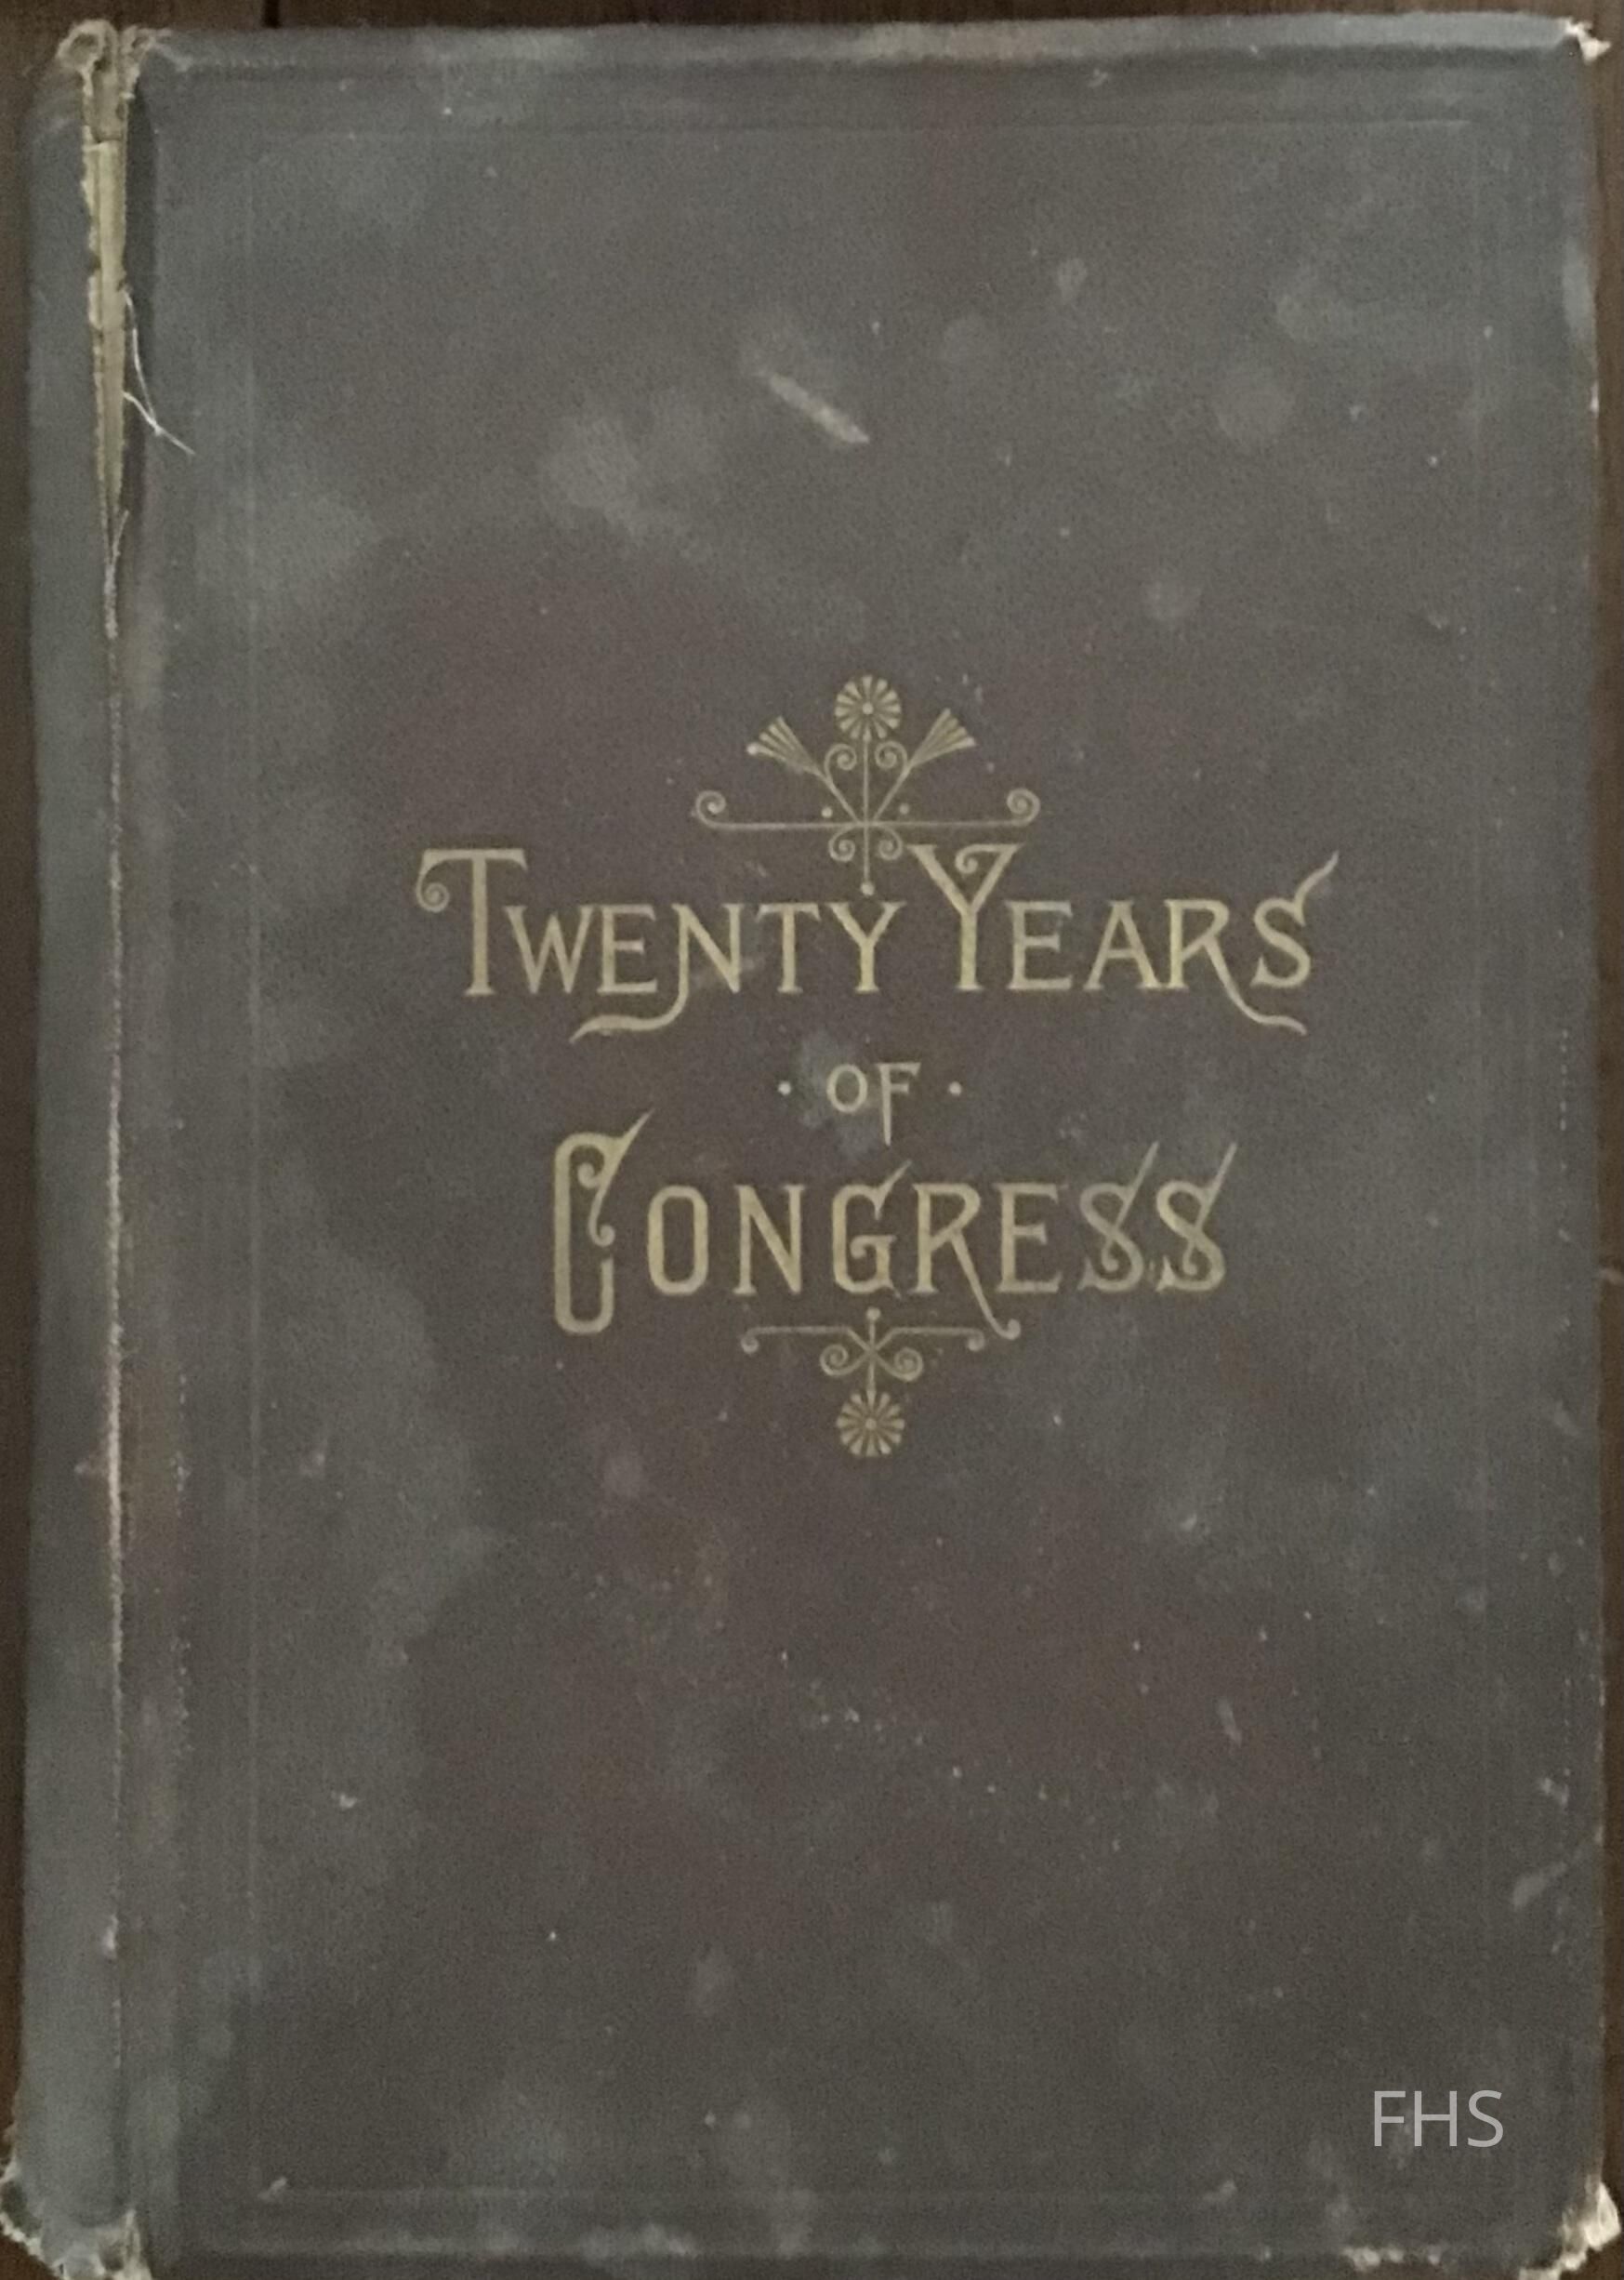 TWENTY YEARS
· OF ·
CONGRESS
FHS